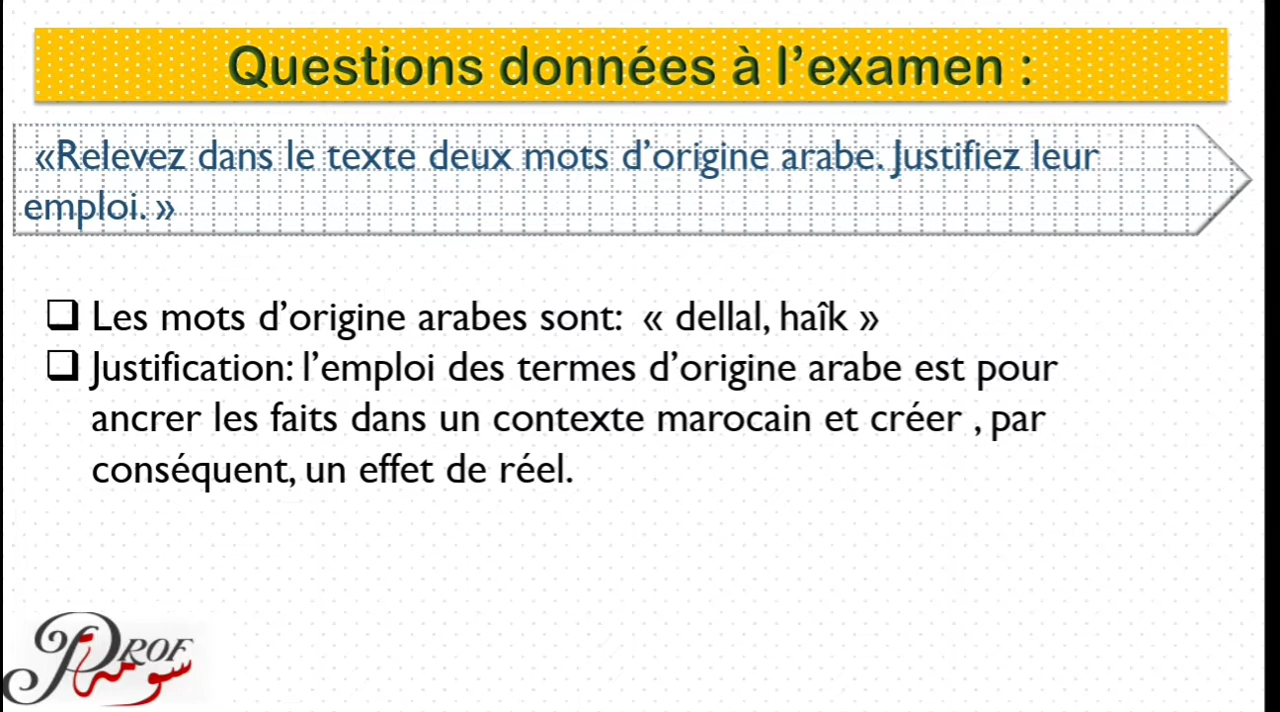 Questions données à l’examen :
«Relevez dans le texte deux mots d’origine arabe. Justifiez leur
emploi. »
❑ Les mots d’origine arabes sont: « dellal, haîk »
❑ Justification: l’emploi des termes d’origine arabe est pour
ancrer les faits dans un contexte marocain et créer , par
conséquent, un effet de réel.
PROF